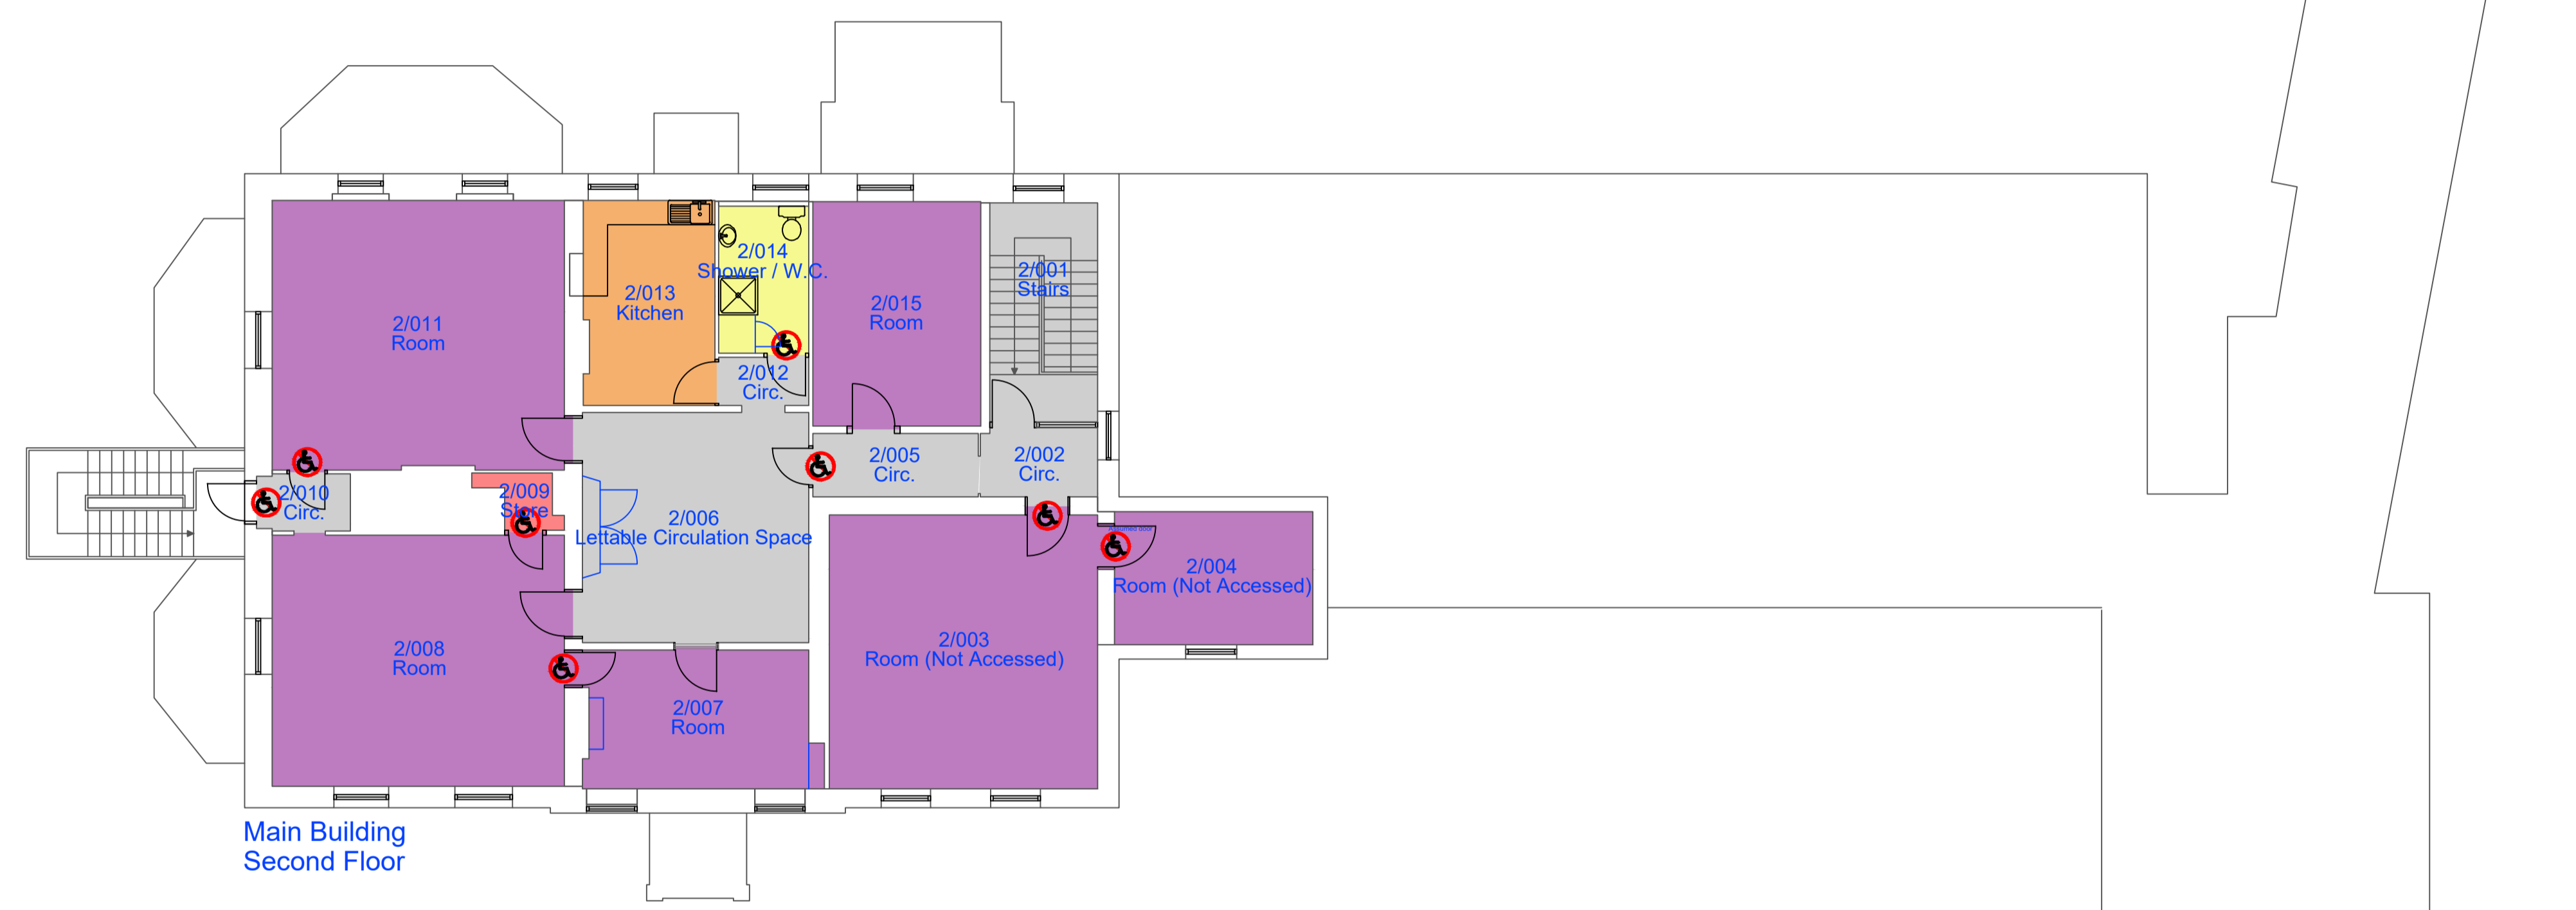 2/014
Shower / W.C.
2/001
Stairs
2/013
Kitchen
2/015
Room
2/011
Room
2/012
Circ.
2/005
Circ.
2/002
Circ.
2/010
Circ.
2/009
Store
2/006
Lettable Circulation Space
Assumed door
2/004
Room (Not Accessed)
2/003
Room (Not Accessed)
2/008
Room
2/007
Room
Main Building
Second Floor